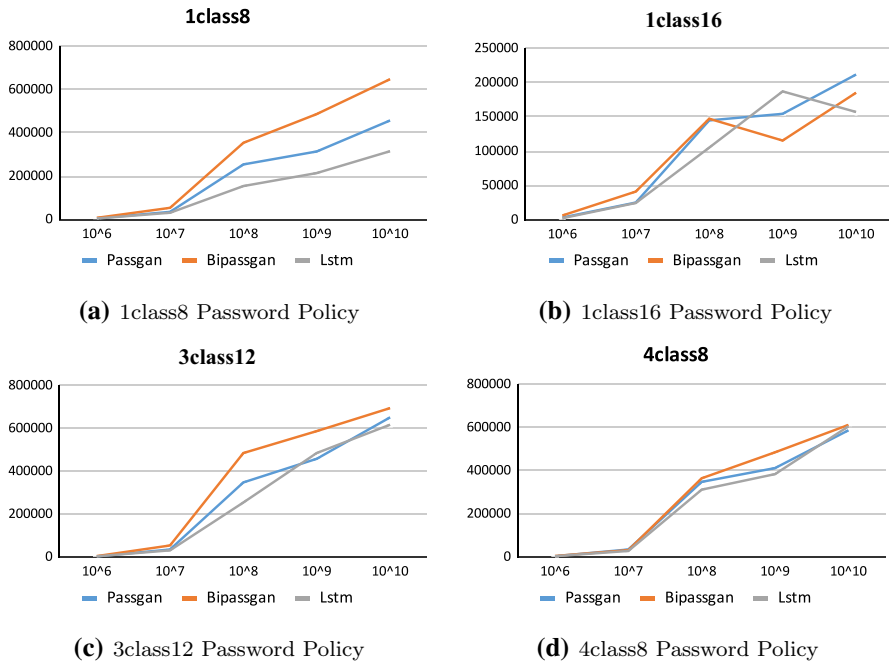 1class8
800000
600000
400000
200000
0
10^6 10^7 10^8 10^9 10^10
Passgan Bipassgan Lstm
(a) 1class8 Password Policy
1class16
250000
200000
150000
100000
50000
0
10^6 10^7 10^8 10^9 10^10
Passgan Bipassgan Lstm
(b) 1class16 Password Policy
3class12
800000
600000
400000
200000
0
10^6 10^7 10^8 10^9 10^10
Passgan Bipassgan Lstm
(c) 3class12 Password Policy
4class8
800000
600000
400000
200000
0
10^6 10^7 10^8 10^9 10^10
Passgan Bipassgan Lstm
(d) 4class8 Password Policy